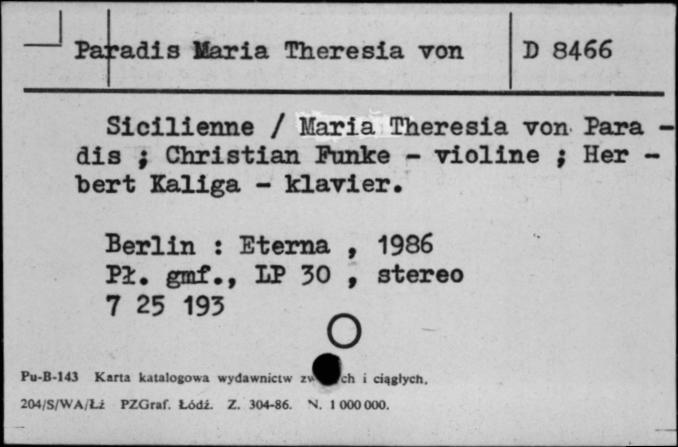 Paradis Maria Theresia von D 8466
Sicilienne / Maria Theresia von Para -
dis ; Christian Funke - violine ; Her -
bert Kaliga - klavier.
Berlin : Eterna , 1986
Pł. gmf., LP 30 , stereo
7 25 193
Pu-B-143 Karta katalogowa wydawnictw i ciągłych.
204/S/WA/Łź PZGraf. Łódź. Z. 304-86. N. 1 000 000.